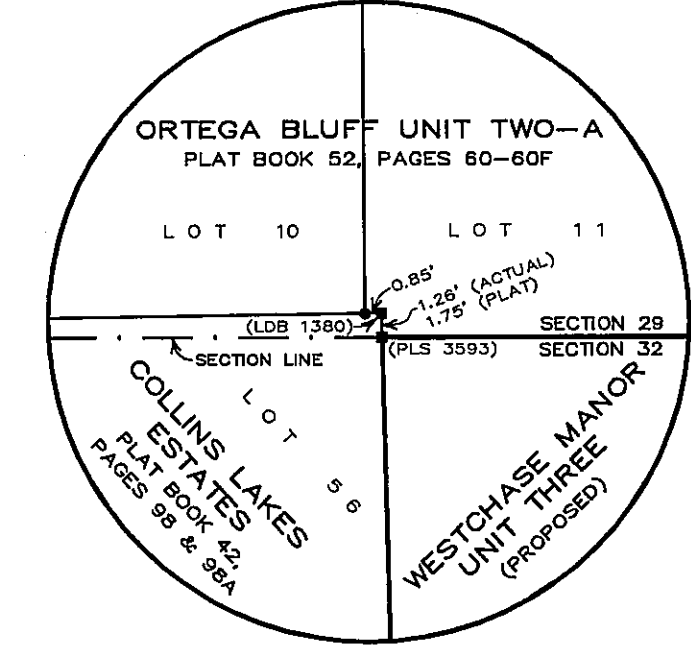 ORTEGA BLUFF UNIT TWO-A
PLAT BOOK 52, PAGES 60-60F
LOT 10
LOT 11
0.85'
1.26' (ACTUAL)
1.75' (PLAT)
(LDB 1380)
SECTION 29
SECTION LINE
(PLS 3593)
SECTION 32
COLLINS LAKES
ESTATES
PLAT BOOK 42,
PAGES 98 & 98A
LOT 56
WESTCHASE MANOR
UNIT THREE
(PROPOSED)